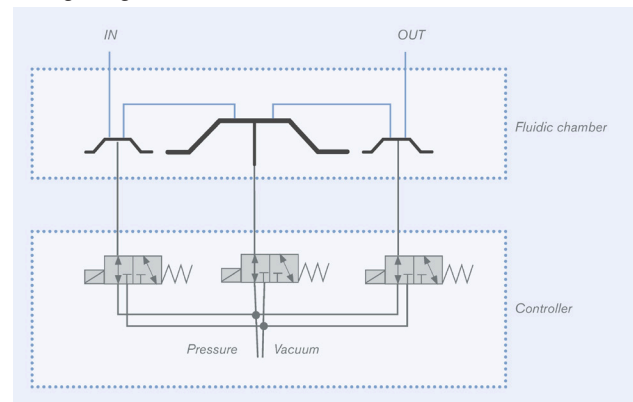 IN
OUT
Fluidic chamber
Controller
Pressure
Vacuum